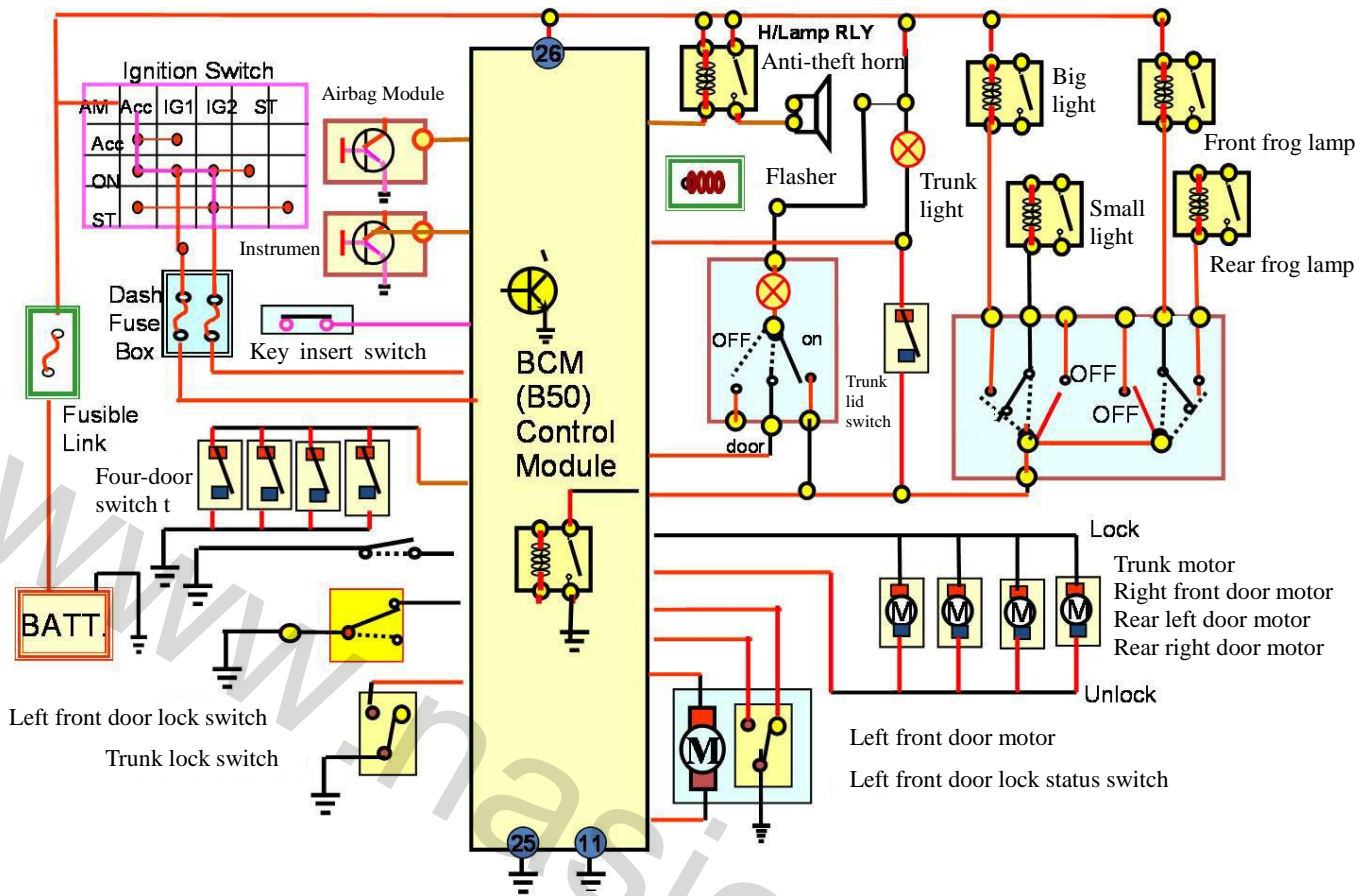 26
H/Lamp RLY
Anti-theft horn
Ignition Switch
AM Acc IG1 IG2 ST
Acc
ON
ST
Airbag Module
Instrumen
Big
light
Front frog lamp
Flasher
Trunk
light
Small
light
Rear frog lamp
Dash
Fuse
Box
Key insert switch
BCM
(B50)
Control
Module
OFF
on
door
Trunk
lid
switch
OFF
OFF
Fusible
Link
Four-door
switch t
BATT.
Lock
M M M M
Trunk motor
Right front door motor
Rear left door motor
Rear right door motor
Unlock
Left front door lock switch
Trunk lock switch
M
Left front door motor
Left front door lock status switch
25
11